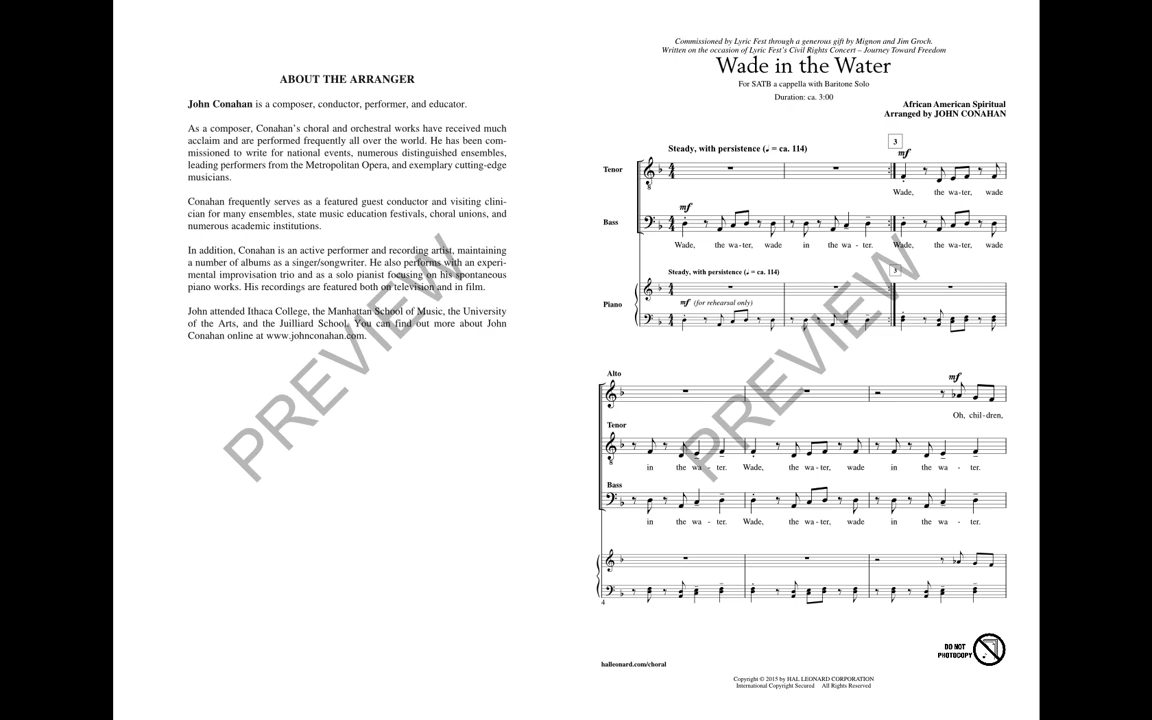 ABOUT THE ARRANGER
John Conahan is a composer, conductor, performer, and educator.
As a composer, Conahan's choral and orchestral works have received much
acclaim and are performed frequently all over the world. He has been com-
missioned to write for national events, numerous distinguished ensembles,
leading performers from the Metropolitan Opera, and exemplary cutting-edge
musicians.
Conahan frequently serves as a featured guest conductor and visiting clini-
cian for many ensembles, state music education festivals, choral unions, and
numerous academic institutions.
In addition, Conahan is an active performer and recording artist, maintaining
a number of albums as a singer/songwriter. He also performs with an experi-
mental improvisation trio and as a solo pianist focusing on his spontaneous
piano works. His recordings are featured both on television and in film.
John attended Ithaca College, the Manhattan School of Music, the University
of the Arts, and the Juilliard School. You can find out more about John
Conahan online at www.johnconahan.com.
PREVIEW
Commissioned by Lyric Fest through a generous gift by Mignon and Jim Groch.
Written on the occasion of Lyric Fest's Civil Rights Concert – Journey Toward Freedom
Wade in the Water
For SATB a cappella with Baritone Solo
Duration: ca. 3:00
African American Spiritual
Arranged by JOHN CONAHAN
3
Steady, with persistence (♩ = ca. 114)
mf
Tenor
Wade, the wa-ter, wade
mf
Bass
Wade, the wa-ter, wade in the wa - ter. Wade, the wa-ter, wade
Steady, with persistence (♩ = ca. 114)
3
Piano
mf (for rehearsal only)
PREVIEW
Alto
mf
Oh, chil-dren,
Tenor
8
in the wa - ter. Wade, the wa-ter, wade in the wa - ter.
Bass
in the wa - ter. Wade, the wa-ter, wade in the wa - ter.
4
DO NOT
PHOTOCOPY
halleonard.com/choral
Copyright © 2015 by HAL LEONARD CORPORATION
International Copyright Secured All Rights Reserved